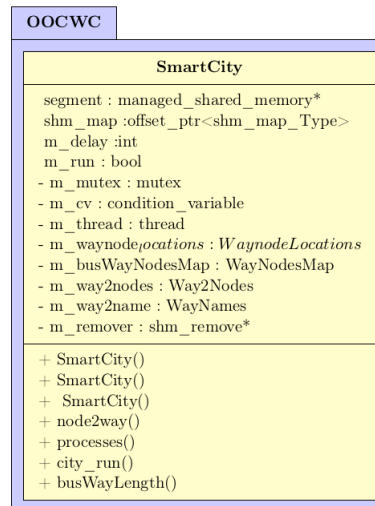 OOCWC
SmartCity
segment : managed_shared_memory*
shm_map :offset_ptr<shm_map_Type>
m_delay :int
m_run : bool
- m_mutex : mutex
- m_cv : condition_variable
- m_thread : thread
- m_waynodelocations : WaynodeLocations
- m_busWayNodesMap : WayNodesMap
- m_way2nodes : Way2Nodes
- m_way2name : WayNames
- m_remover : shm_remove*
+ SmartCity()
+ SmartCity()
+ SmartCity()
+ node2way()
+ processes()
+ city_run()
+ busWayLength()